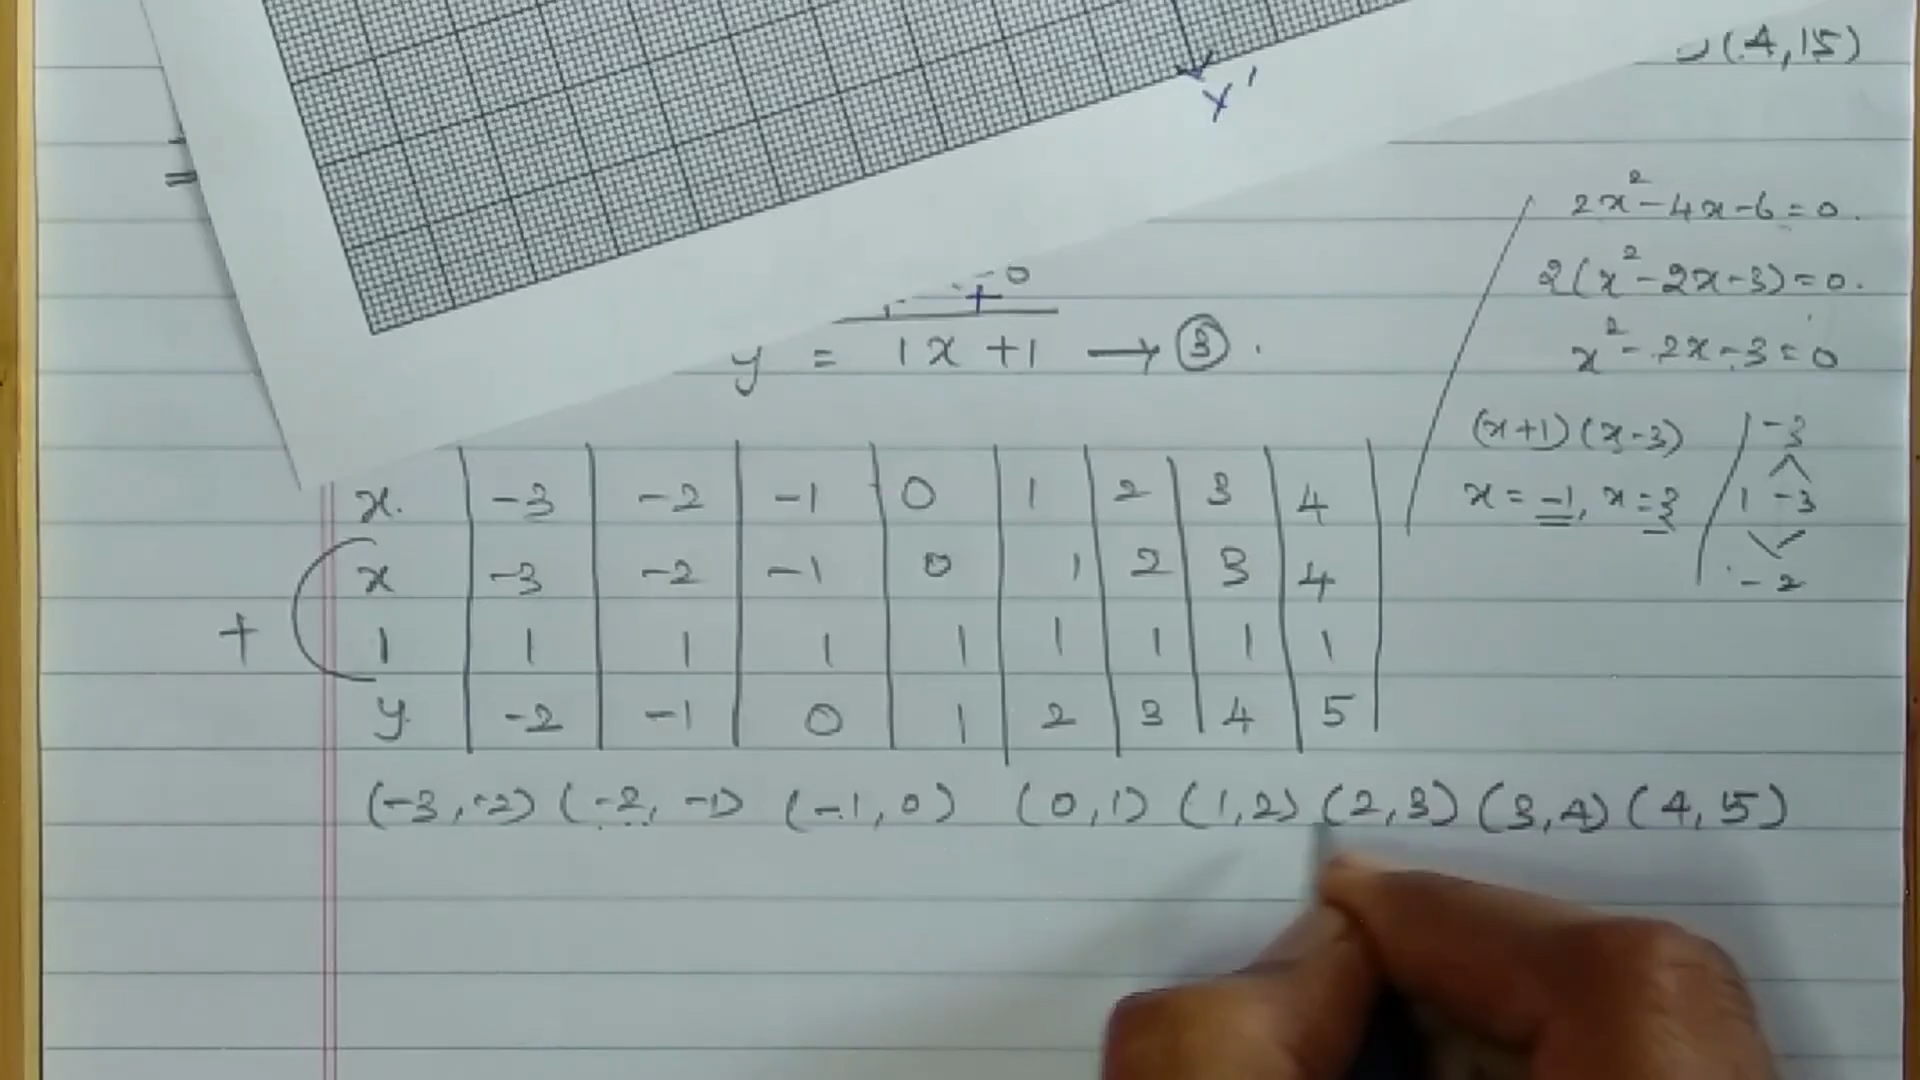 (4,15)
x'
=
-0
+
y = 1x + 1 → ③.
x. | -3 | -2 | -1 | 0 | 1 | 2 | 3 | 4
x | -3 | -2 | -1 | 0 | 1 | 2 | 3 | 4
+ 1 | 1 | 1 | 1 | 1 | 1 | 1 | 1 | 1
y | -2 | -1 | 0 | 1 | 2 | 3 | 4 | 5
(-3,-2) (-2, -1) (-1,0) (0,1) (1,2) (2,3) (3,4) (4,5)
2x² - 4x - 6 = 0.
2(x² - 2x - 3) = 0.
x² - 2x - 3 = 0
(x+1) (x-3)
x = -1, x = 3
-3
1 -3
-2